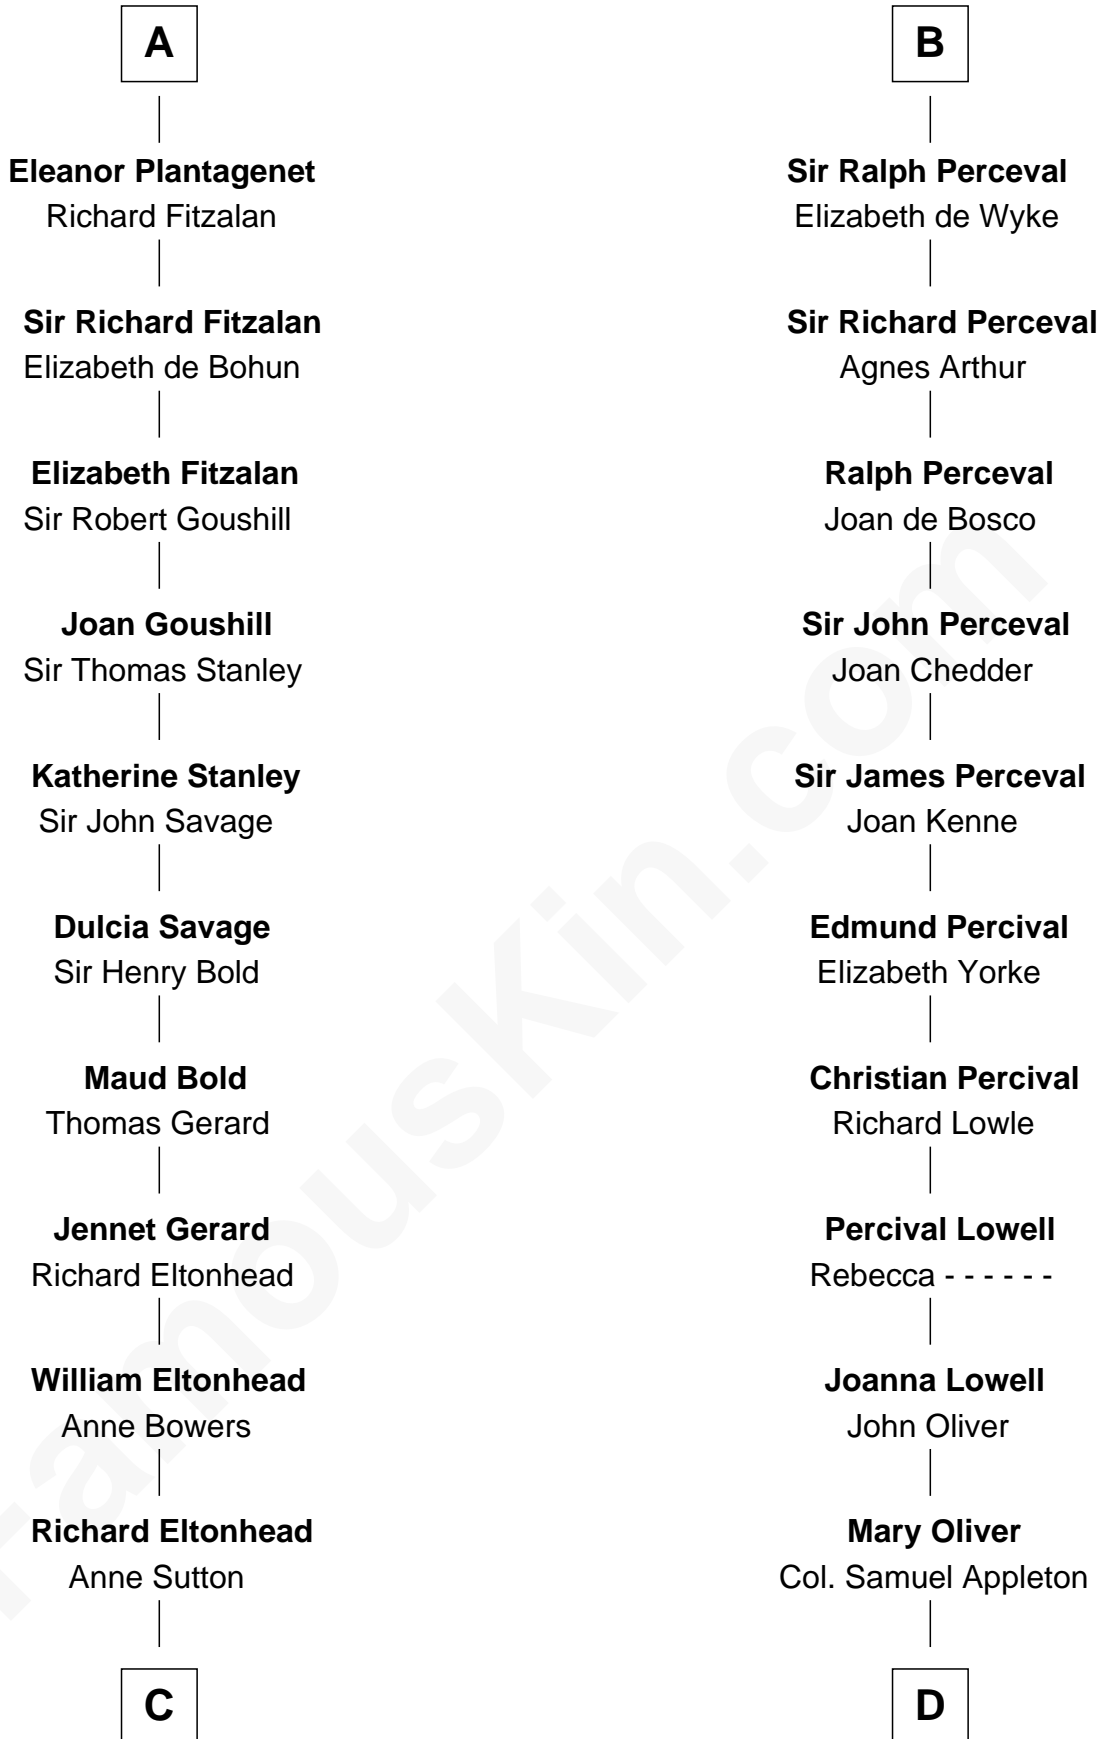 A
Eleanor Plantagenet
Richard Fitzalan
Sir Richard Fitzalan
Elizabeth de Bohun
Elizabeth Fitzalan
Sir Robert Goushill
Joan Goushill
Sir Thomas Stanley
Katherine Stanley
Sir John Savage
Dulcia Savage
Sir Henry Bold
Maud Bold
Thomas Gerard
Jennet Gerard
Richard Eltonhead
William Eltonhead
Anne Bowers
Richard Eltonhead
Anne Sutton
C
B
Sir Ralph Perceval
Elizabeth de Wyke
Sir Richard Perceval
Agnes Arthur
Ralph Perceval
Joan de Bosco
Sir John Perceval
Joan Chedder
Sir James Perceval
Joan Kenne
Edmund Percival
Elizabeth Yorke
Christian Percival
Richard Lowle
Percival Lowell
Rebecca - - - - - -
Joanna Lowell
John Oliver
Mary Oliver
Col. Samuel Appleton
D
FamousKin.com